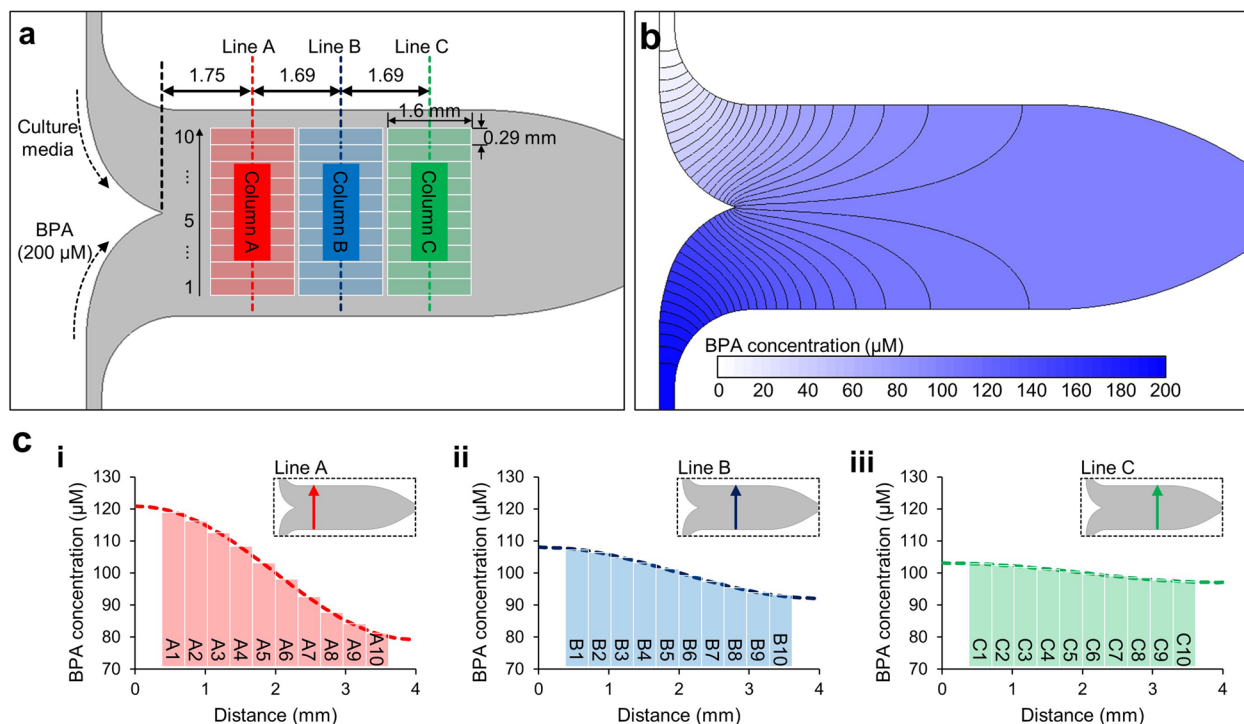 a
Line A
Line B
Line C
1.75
1.69
1.69
1.6 mm
0.29 mm
Culture
media
BPA
(200 µM)
10
⋮
5
⋮
1
Column A
Column B
Column C
b
BPA concentration (µM)
0 20 40 60 80 100 120 140 160 180 200
c
i
Line A
BPA concentration (µM)
130
120
110
100
90
80
70
A1 A2 A3 A4 A5 A6 A7 A8 A9 A10
0 1 2 3 4
Distance (mm)
ii
Line B
BPA concentration (µM)
130
120
110
100
90
80
70
B1 B2 B3 B4 B5 B6 B7 B8 B9 B10
0 1 2 3 4
Distance (mm)
iii
Line C
BPA concentration (µM)
130
120
110
100
90
80
70
C1 C2 C3 C4 C5 C6 C7 C8 C9 C10
0 1 2 3 4
Distance (mm)